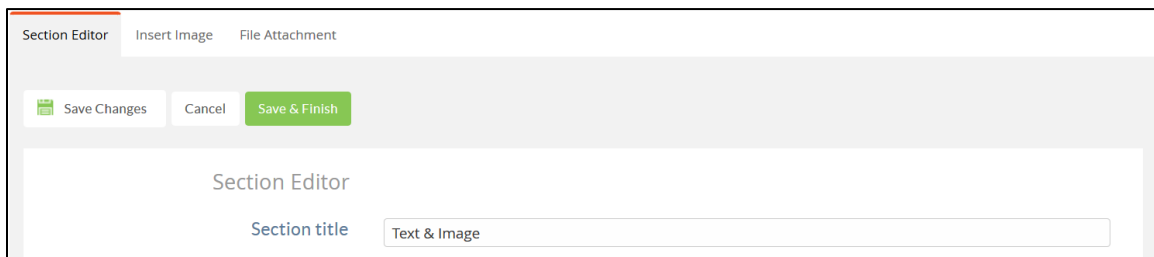 Section Editor Insert Image File Attachment
Save Changes Cancel Save & Finish
Section Editor
Section title Text & Image